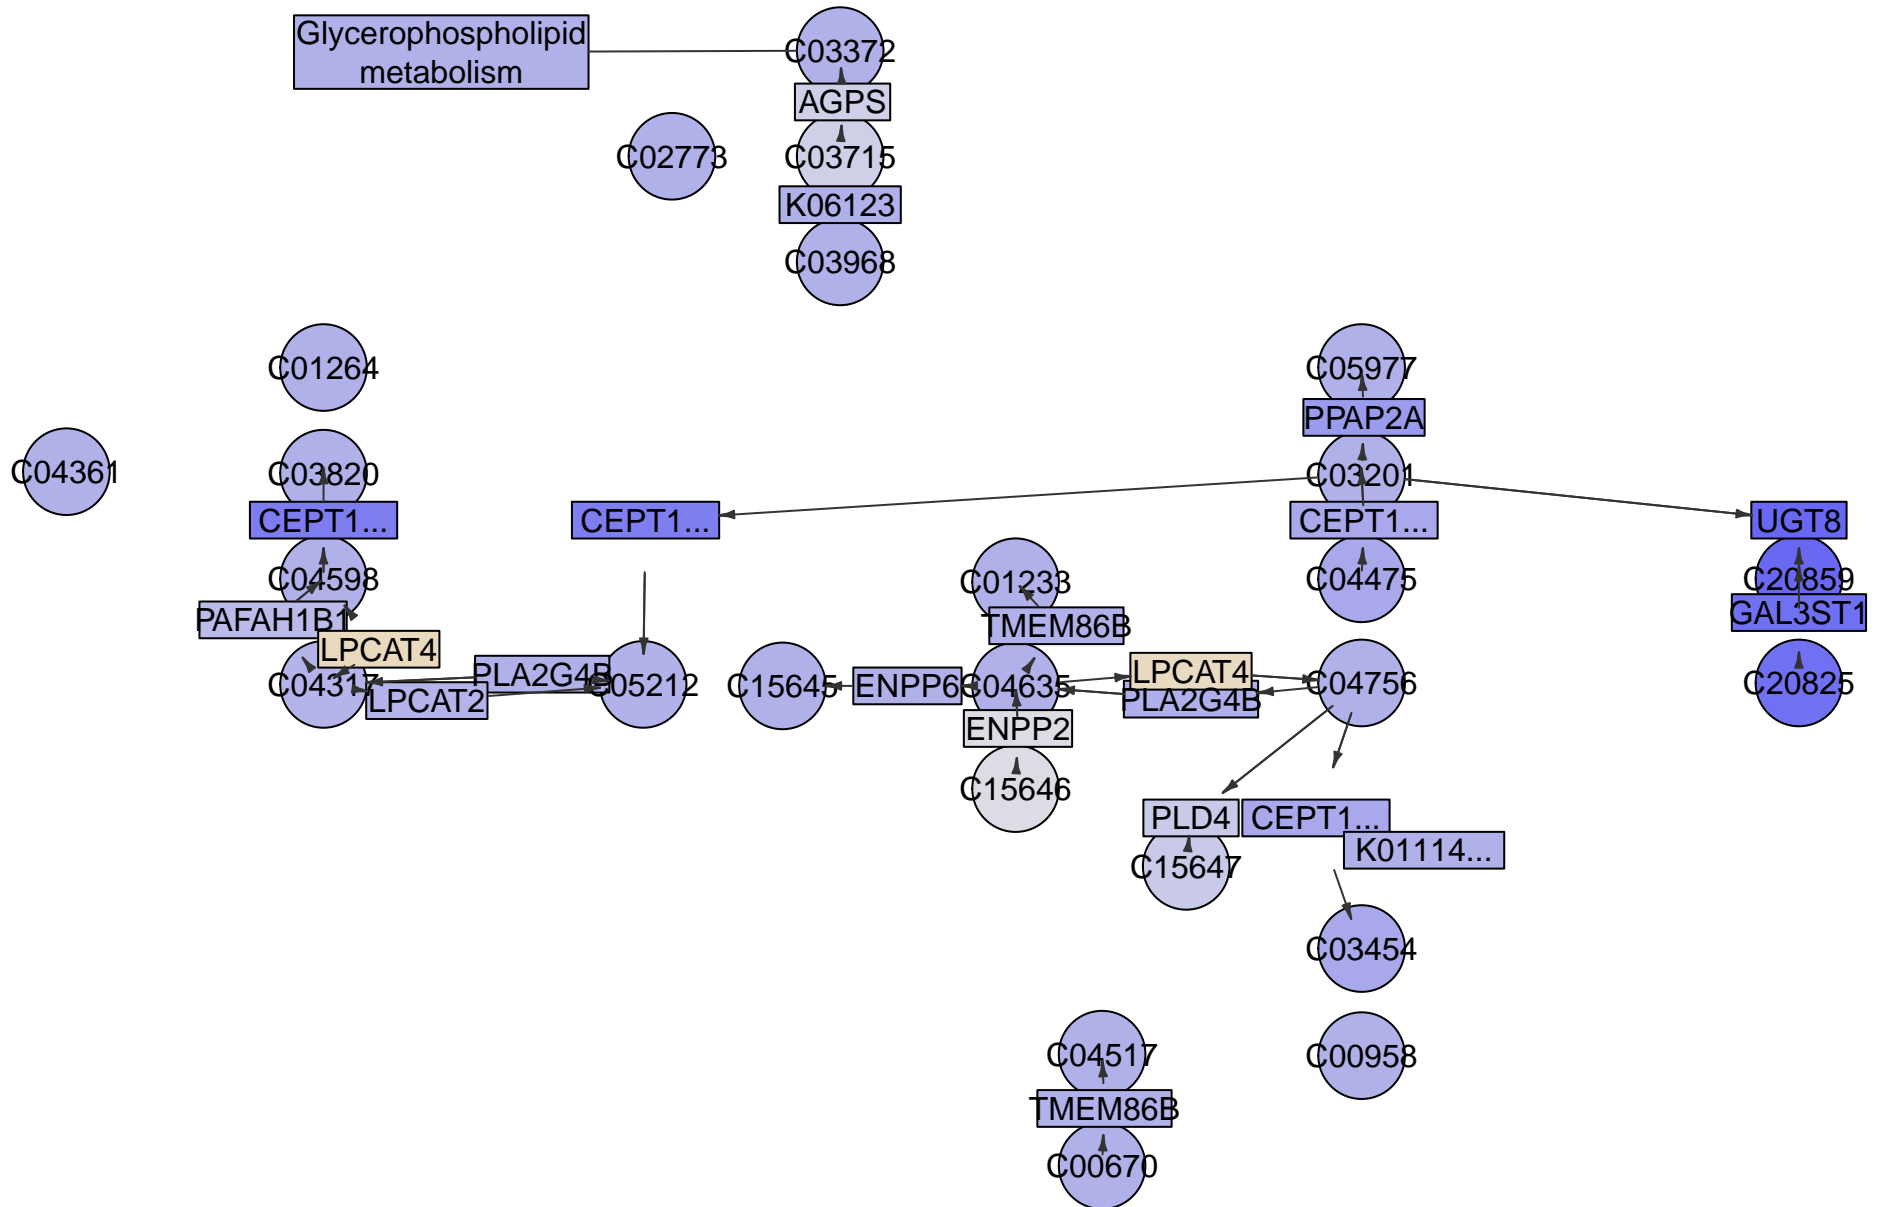 Glycerophospholipid
metabolism
C03372
AGPS
C02773
C03715
K06123
C03968
C01264
C05977
PPAP2A
C04361
C03820
C03201
CEPT1...
CEPT1...
CEPT1...
UGT8
C04598
C01233
C04475
C20859
PAFAH1B1
TMEM86B
GAL3ST1
LPCAT4
PLA2G4B
LPCAT4
C04317
LPCAT2
C05212
C15645
ENPP6
C04635
PLA2G4B
C04756
C20825
ENPP2
C15646
PLD4
CEPT1...
K01114...
C15647
C03454
C04517
C00958
TMEM86B
C00670